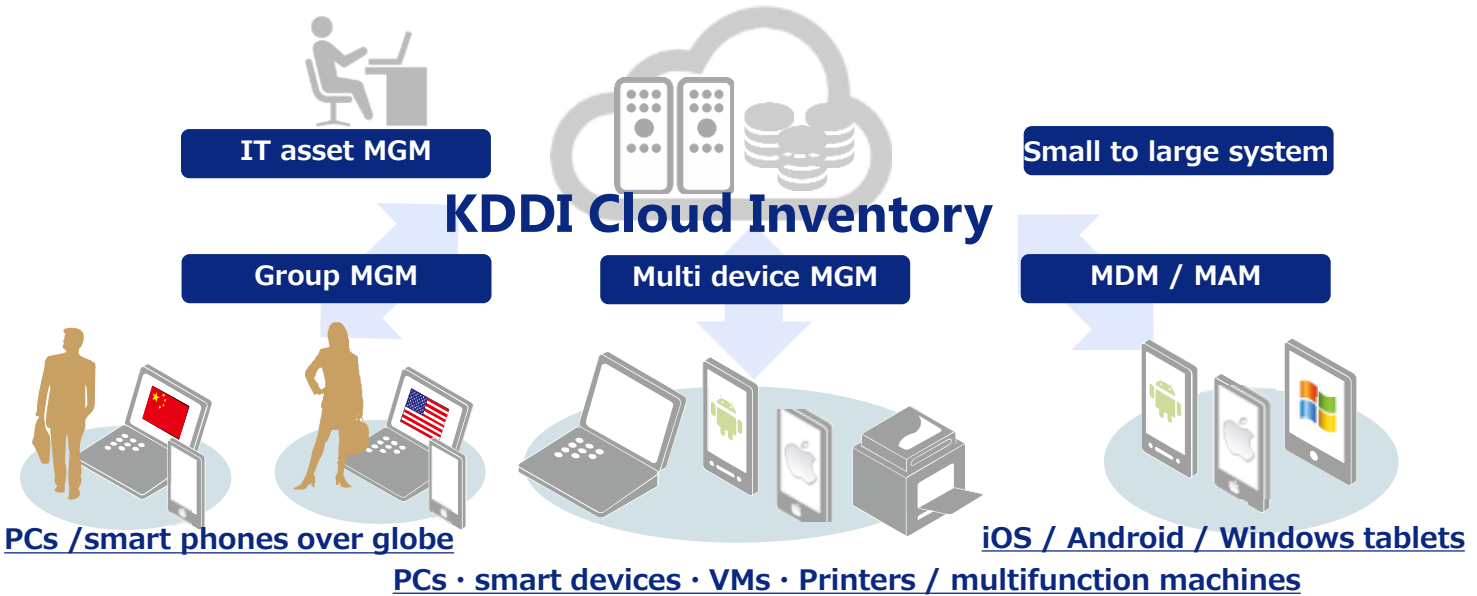 IT asset MGM
Small to large system
KDDI Cloud Inventory
Group MGM
Multi device MGM
MDM / MAM
PCs /smart phones over globe
iOS / Android / Windows tablets
PCs・smart devices・VMs・Printers / multifunction machines